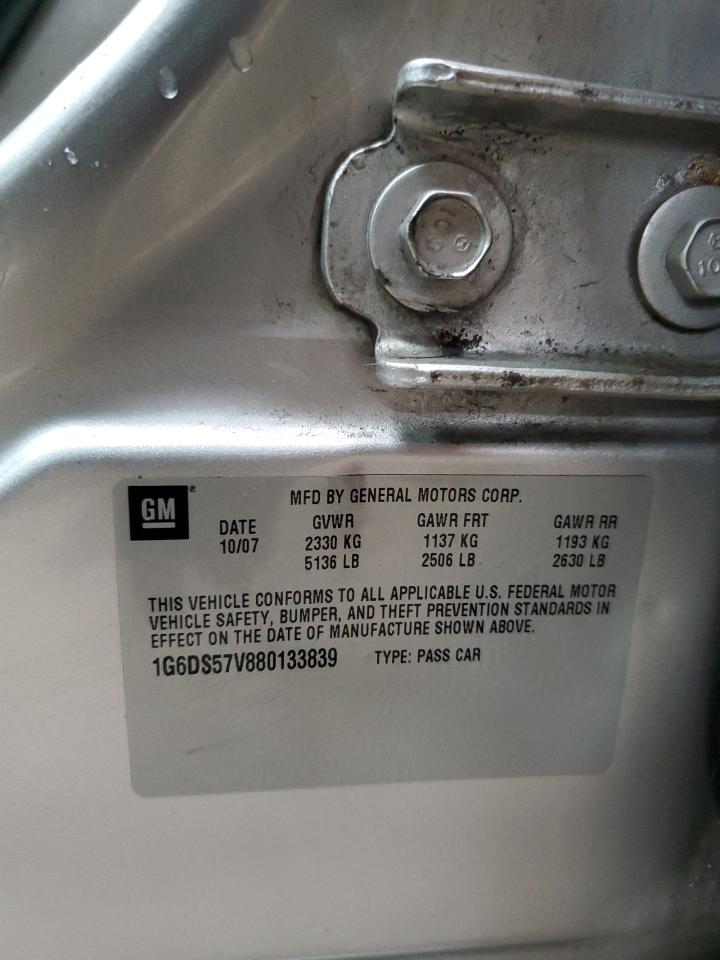 GM®
MFD BY GENERAL MOTORS CORP.
DATE GVWR GAWR FRT GAWR RR
10/07 2330 KG 1137 KG 1193 KG
5136 LB 2506 LB 2630 LB
THIS VEHICLE CONFORMS TO ALL APPLICABLE U.S. FEDERAL MOTOR
VEHICLE SAFETY, BUMPER, AND THEFT PREVENTION STANDARDS IN
EFFECT ON THE DATE OF MANUFACTURE SHOWN ABOVE.
1G6DS57V880133839 TYPE: PASS CAR